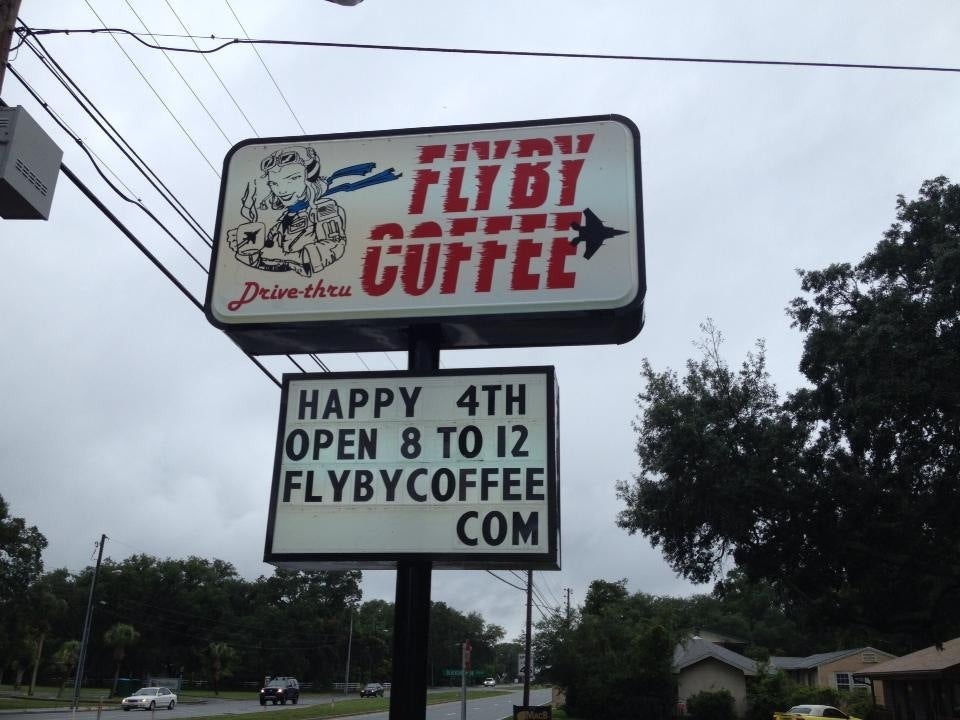 FLYBY
COFFEE
Drive-thru
HAPPY 4TH
OPEN 8 TO 12
FLYBYCOFFEE
COM